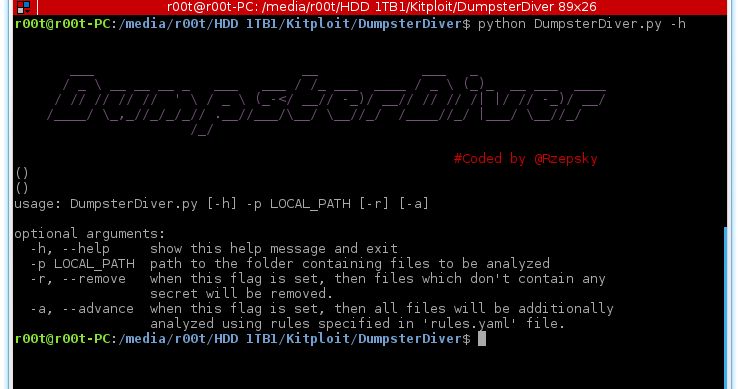 r00t@r00t-PC: /media/r00t/HDD 1TB1/Kitploit/DumpsterDiver 89x26
r00t@r00t-PC:/media/r00t/HDD 1TB1/Kitploit/DumpsterDiver$ python DumpsterDiver.py -h
DumpsterDiver
#Coded by @Rzepsky
()
()
usage: DumpsterDiver.py [-h] -p LOCAL_PATH [-r] [-a]
optional arguments:
-h, --help show this help message and exit
-p LOCAL_PATH path to the folder containing files to be analyzed
-r, --remove when this flag is set, then files which don't contain any
secret will be removed.
-a, --advance when this flag is set, then all files will be additionally
analyzed using rules specified in 'rules.yaml' file.
r00t@r00t-PC:/media/r00t/HDD 1TB1/Kitploit/DumpsterDiver$